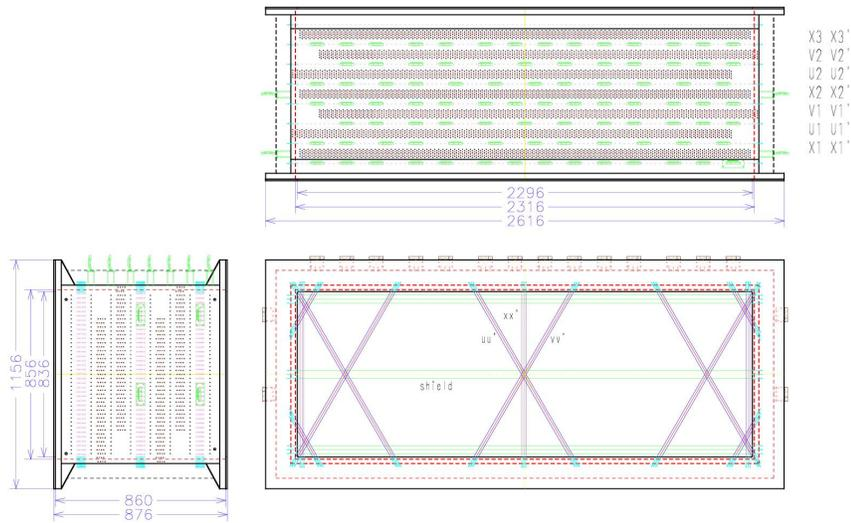 X3 X3'
V2 V2'
U2 U2'
X2 X2'
V1 V1'
U1 U1'
X1 X1'
2296
2316
2616
1156
856
836
xx'
uu' vv'
shield
860
876